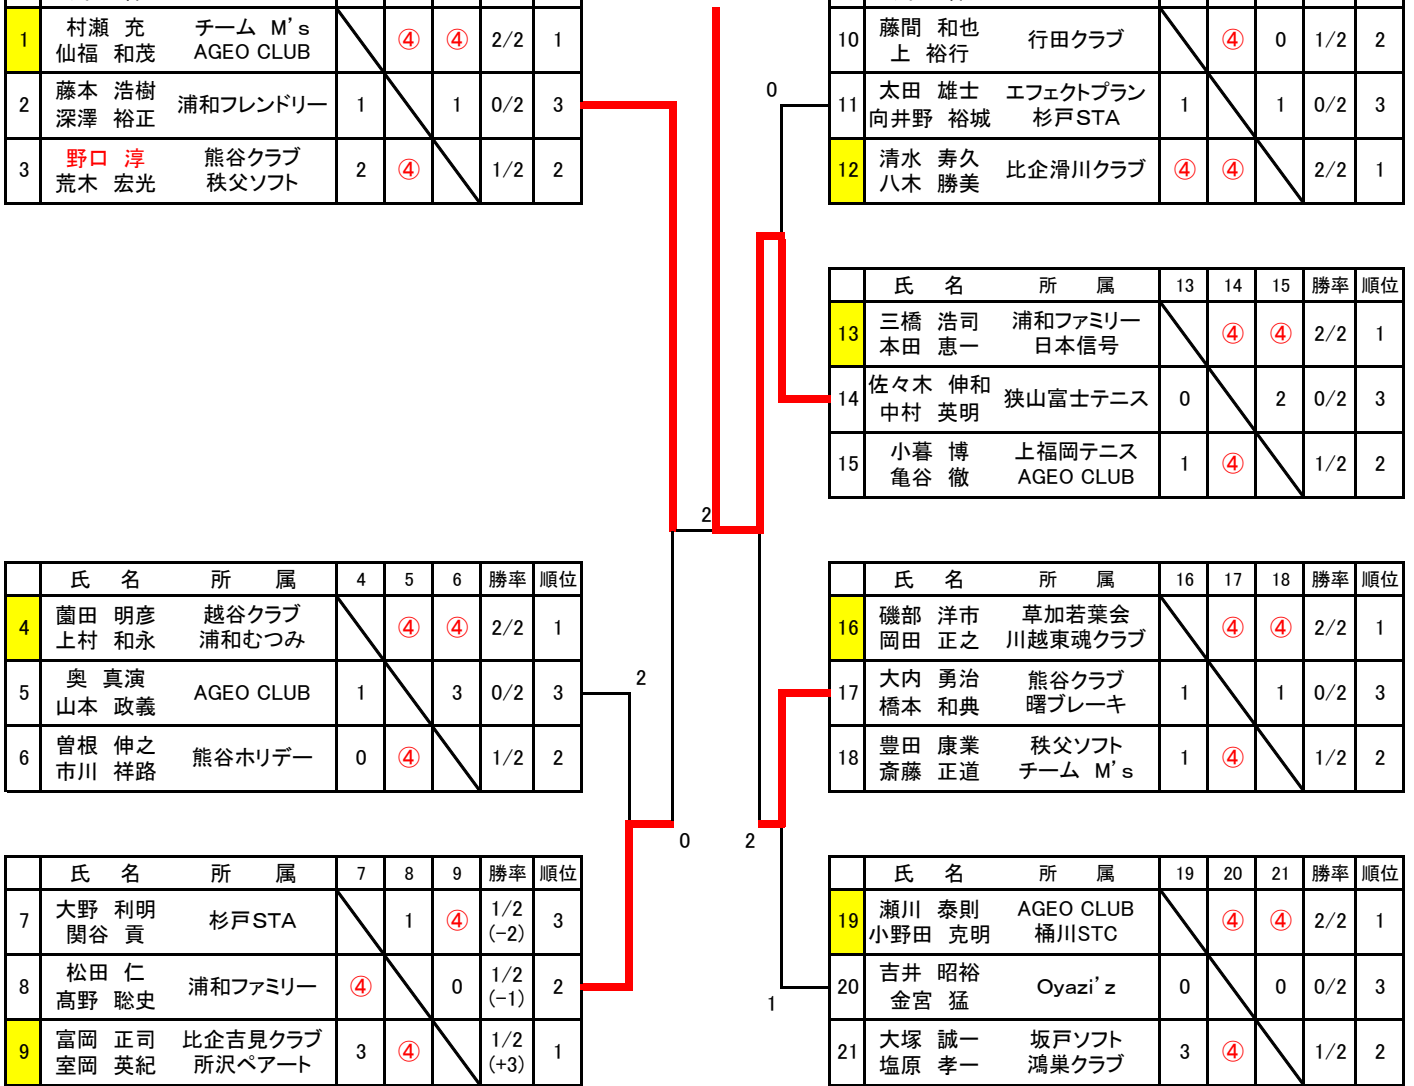 1 村瀬 充 チーム M's ④ ④ 2/2 1
仙福 和茂 AGEO CLUB
2 藤本 浩樹 浦和フレンドリー 1 1 0/2 3
深澤 裕正
3 野口 淳 熊谷クラブ 2 ④ 1/2 2
荒木 宏光 秩父ソフト
氏 名 所 属 4 5 6 勝率 順位
4 薗田 明彦 越谷クラブ ④ ④ 2/2 1
上村 和永 浦和むつみ
5 奥 真演 AGEO CLUB 1 3 0/2 3
山本 政義
6 曽根 伸之 熊谷ホリデー 0 ④ 1/2 2
市川 祥路
氏 名 所 属 7 8 9 勝率 順位
7 大野 利明 杉戸STA 1 ④ 1/2 3
関谷 貢 (-2)
8 松田 仁 浦和ファミリー ④ 0 1/2 2
髙野 聡史 (-1)
9 富岡 正司 比企吉見クラブ 3 ④ 1/2 1
室岡 英紀 所沢ペアート (+3)
2
0
2
0
2
1
10 藤間 和也 行田クラブ ④ 0 1/2 2
上 裕行
11 太田 雄士 エフェクトプラン 1 1 0/2 3
向井野 裕城 杉戸STA
12 清水 寿久 比企滑川クラブ ④ ④ 2/2 1
八木 勝美
氏 名 所 属 13 14 15 勝率 順位
13 三橋 浩司 浦和ファミリー ④ ④ 2/2 1
本田 恵一 日本信号
14 佐々木 伸和 狭山富士テニス 0 2 0/2 3
中村 英明
15 小暮 博 上福岡テニス 1 ④ 1/2 2
亀谷 徹 AGEO CLUB
氏 名 所 属 16 17 18 勝率 順位
16 磯部 洋市 草加若葉会 ④ ④ 2/2 1
岡田 正之 川越東魂クラブ
17 大内 勇治 熊谷クラブ 1 1 0/2 3
橋本 和典 曙ブレーキ
18 豊田 康業 秩父ソフト 1 ④ 1/2 2
斎藤 正道 チーム M's
氏 名 所 属 19 20 21 勝率 順位
19 瀬川 泰則 AGEO CLUB ④ ④ 2/2 1
小野田 克明 桶川STC
20 吉井 昭裕 Oyazi'z 0 0 0/2 3
金宮 猛
21 大塚 誠一 坂戸ソフト 3 ④ 1/2 2
塩原 孝一 鴻巣クラブ